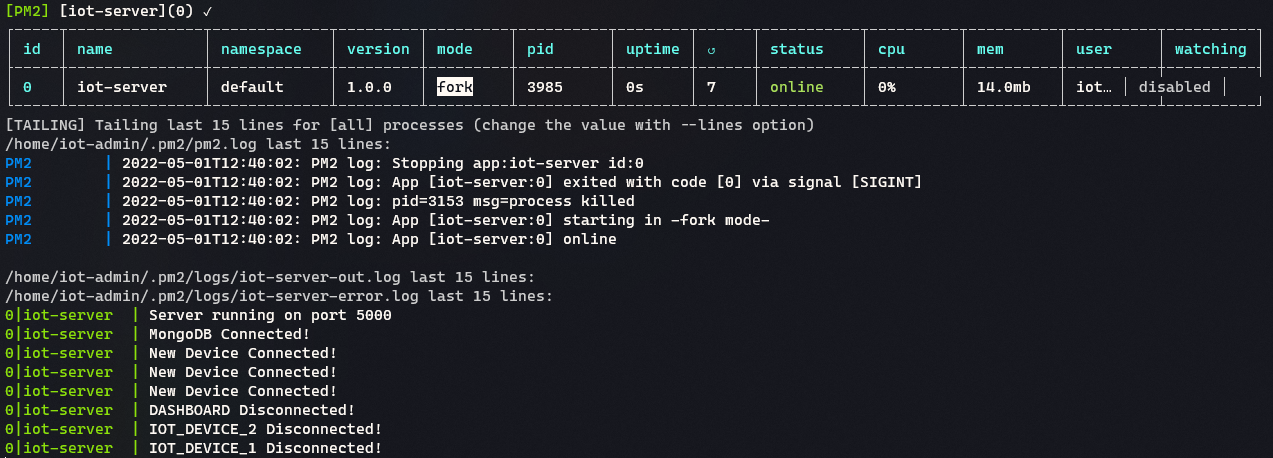 [PM2] [iot-server](0) ✓
id name namespace version mode pid uptime ↺ status cpu mem user watching
0 iot-server default 1.0.0 fork 3985 0s 7 online 0% 14.0mb iot… disabled
[TAILING] Tailing last 15 lines for [all] processes (change the value with --lines option)
/home/iot-admin/.pm2/pm2.log last 15 lines:
PM2 | 2022-05-01T12:40:02: PM2 log: Stopping app:iot-server id:0
PM2 | 2022-05-01T12:40:02: PM2 log: App [iot-server:0] exited with code [0] via signal [SIGINT]
PM2 | 2022-05-01T12:40:02: PM2 log: pid=3153 msg=process killed
PM2 | 2022-05-01T12:40:02: PM2 log: App [iot-server:0] starting in -fork mode-
PM2 | 2022-05-01T12:40:02: PM2 log: App [iot-server:0] online
/home/iot-admin/.pm2/logs/iot-server-out.log last 15 lines:
/home/iot-admin/.pm2/logs/iot-server-error.log last 15 lines:
0|iot-server | Server running on port 5000
0|iot-server | MongoDB Connected!
0|iot-server | New Device Connected!
0|iot-server | New Device Connected!
0|iot-server | New Device Connected!
0|iot-server | DASHBOARD Disconnected!
0|iot-server | IOT_DEVICE_2 Disconnected!
0|iot-server | IOT_DEVICE_1 Disconnected!